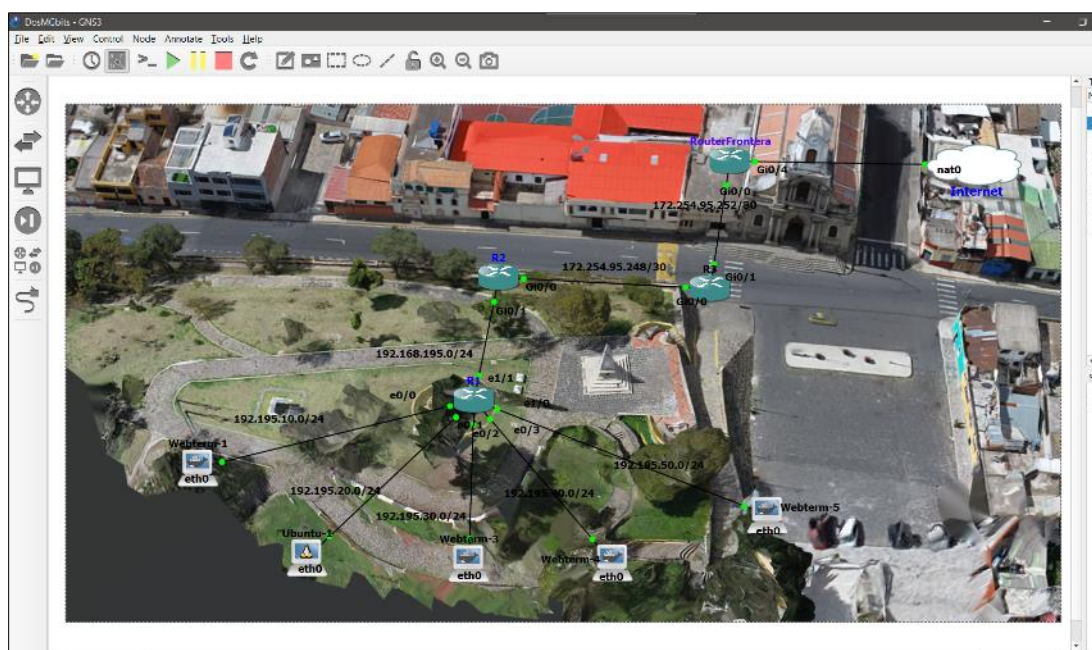 DosMGbits - GNS3
File Edit View Control Node Annotate Tools Help
RouterFrontera
Gi0/4
nat0
Internet
Gi0/0
172.254.95.252/30
R2
172.254.95.248/30
R3
Gi0/1
Gi0/0
Gi0/0
Gi0/1
192.168.195.0/24
R1
e1/1
e0/0
e1/0
192.195.10.0/24
e0/1
e0/2
e0/3
Webterm-1
192.195.50.0/24
eth0
192.195.20.0/24
192.195.40.0/24
192.195.30.0/24
Webterm-5
Ubuntu-1
Webterm-3
Webterm-4
eth0
eth0
eth0
eth0